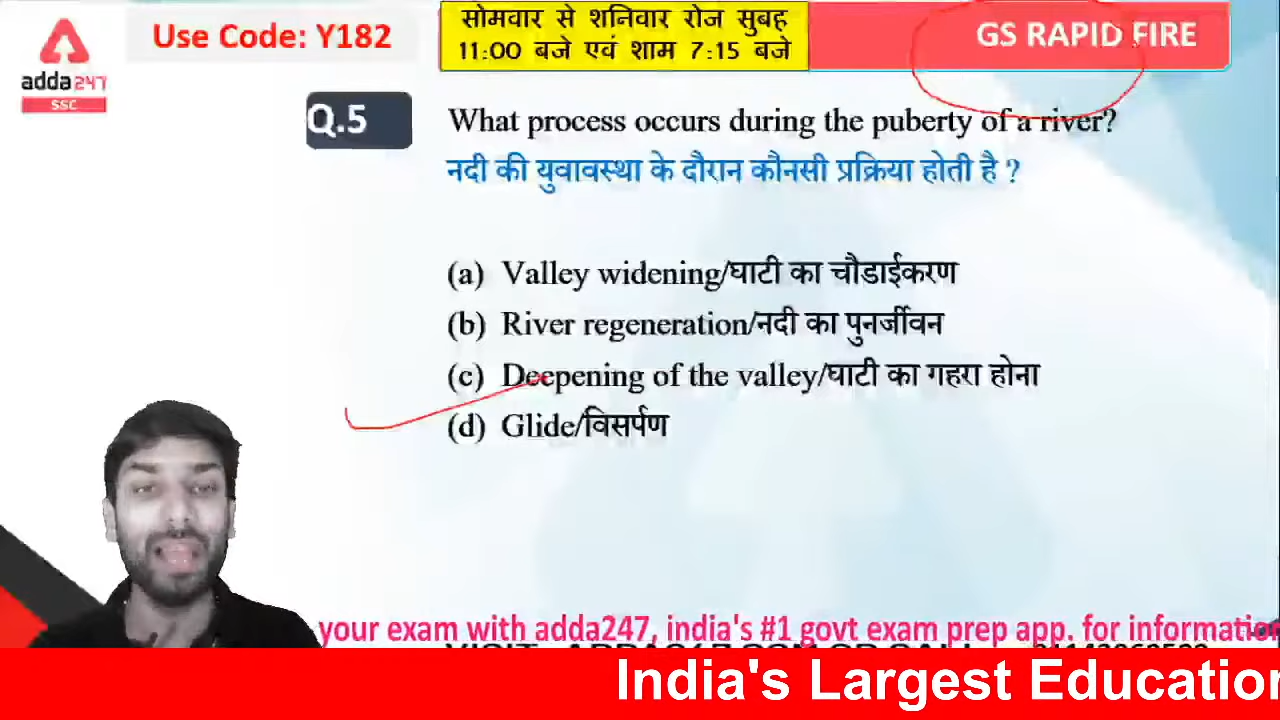 Use Code: Y182
सोमवार से शनिवार रोज सुबह
11:00 बजे एवं शाम 7:15 बजे
GS RAPID FIRE
adda247
SSC
Q.5
What process occurs during the puberty of a river?
नदी की युवावस्था के दौरान कौनसी प्रक्रिया होती है ?
(a) Valley widening/घाटी का चौडाईकरण
(b) River regeneration/नदी का पुनर्जीवन
(c) Deepening of the valley/घाटी का गहरा होना
(d) Glide/विसर्पण
your exam with adda247, india's #1 govt exam prep app. for information
India's Largest Education